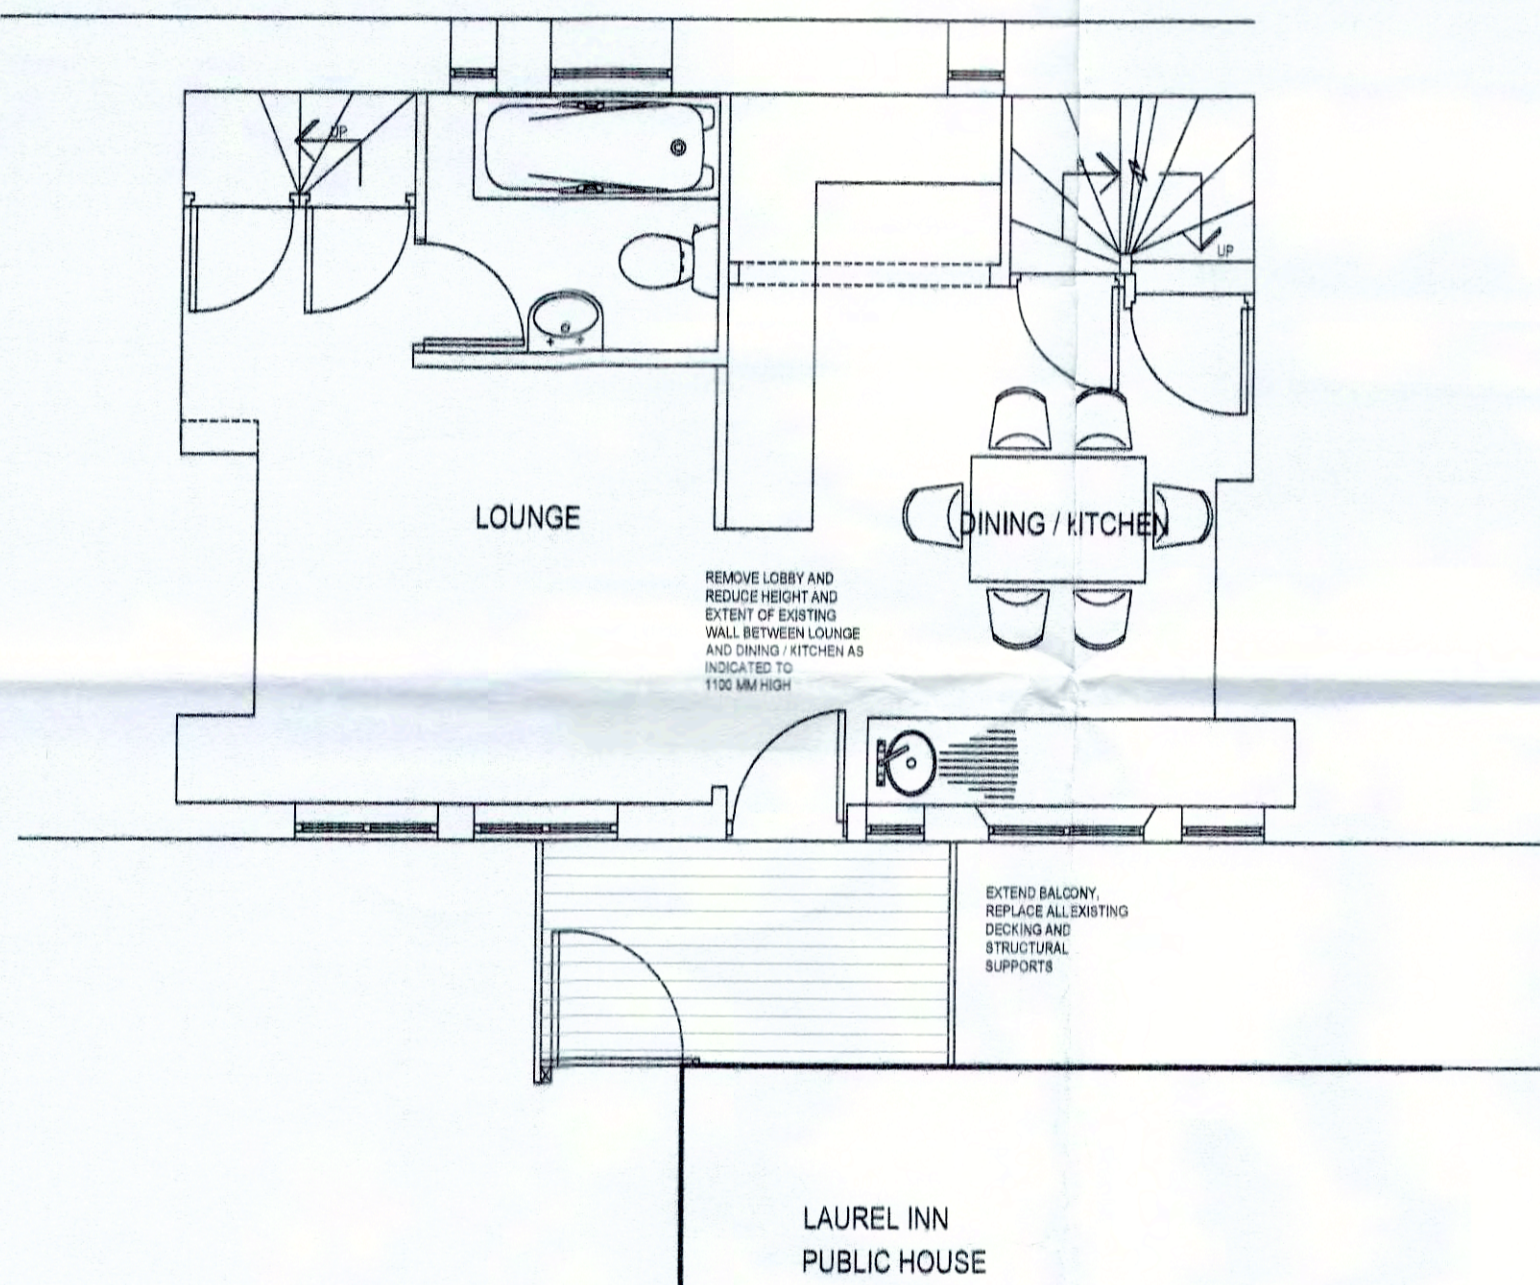 UP
UP
LOUNGE
DINING / KITCHEN
REMOVE LOBBY AND
REDUCE HEIGHT AND
EXTENT OF EXISTING
WALL BETWEEN LOUNGE
AND DINING / KITCHEN AS
INDICATED TO
1100 MM HIGH
EXTEND BALCONY,
REPLACE ALL EXISTING
DECKING AND
STRUCTURAL
SUPPORTS
LAUREL INN
PUBLIC HOUSE